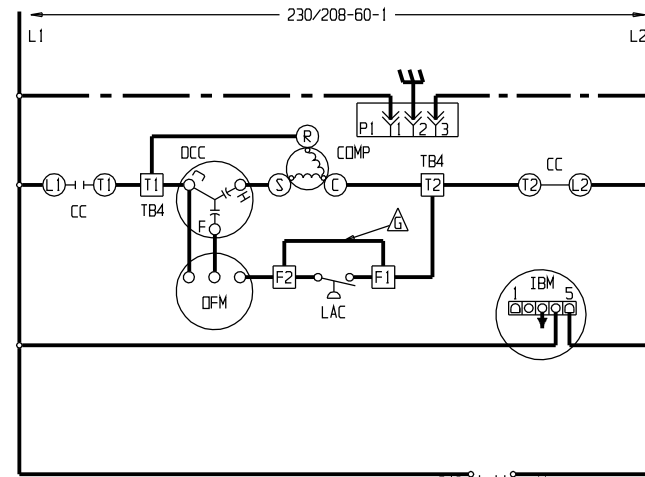 230/208-60-1
L1
L2
P1 1 2 3
R
COMP
OCC
TB4
CC
L1 T1 T1 C H S C T2 T2 L2
CC
TB4
F
G
OFM
F2 F1
LAC
IBM
1 5